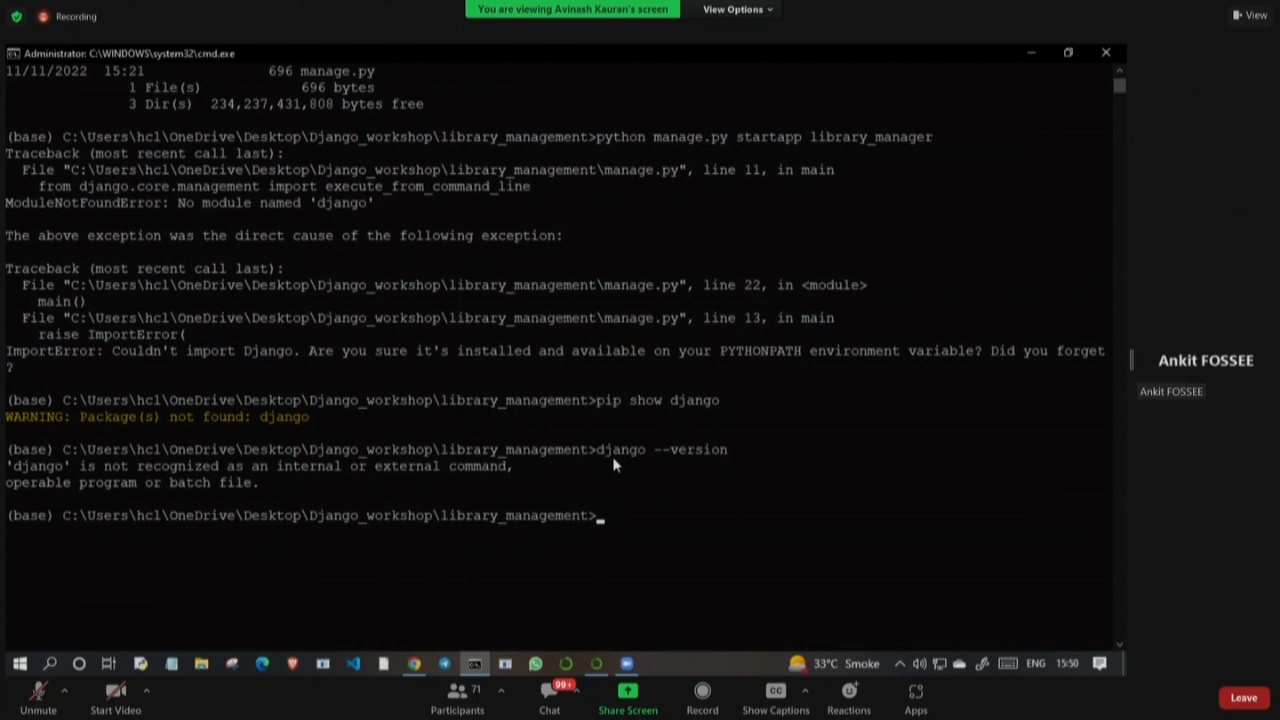 Recording
You are viewing Avinash Kauran's screen
View Options
View
Administrator: C:\WINDOWS\system32\cmd.exe
11/11/2022 15:21 696 manage.py
1 File(s) 696 bytes
3 Dir(s) 234,237,431,808 bytes free
(base) C:\Users\hcl\OneDrive\Desktop\Django_workshop\library_management>python manage.py startapp library_manager
Traceback (most recent call last):
File "C:\Users\hcl\OneDrive\Desktop\Django_workshop\library_management\manage.py", line 11, in main
from django.core.management import execute_from_command_line
ModuleNotFoundError: No module named 'django'
The above exception was the direct cause of the following exception:
Traceback (most recent call last):
File "C:\Users\hcl\OneDrive\Desktop\Django_workshop\library_management\manage.py", line 22, in <module>
main()
File "C:\Users\hcl\OneDrive\Desktop\Django_workshop\library_management\manage.py", line 13, in main
raise ImportError(
ImportError: Couldn't import Django. Are you sure it's installed and available on your PYTHONPATH environment variable? Did you forget
?
(base) C:\Users\hcl\OneDrive\Desktop\Django_workshop\library_management>pip show django
WARNING: Package(s) not found: django
(base) C:\Users\hcl\OneDrive\Desktop\Django_workshop\library_management>django --version
'django' is not recognized as an internal or external command,
operable program or batch file.
(base) C:\Users\hcl\OneDrive\Desktop\Django_workshop\library_management>
Ankit FOSSEE
Ankit FOSSEE
33°C Smoke ENG 15:50
71
99+
CC
Unmute
Start Video
Participants
Chat
Share Screen
Record
Show Captions
Reactions
Apps
Leave